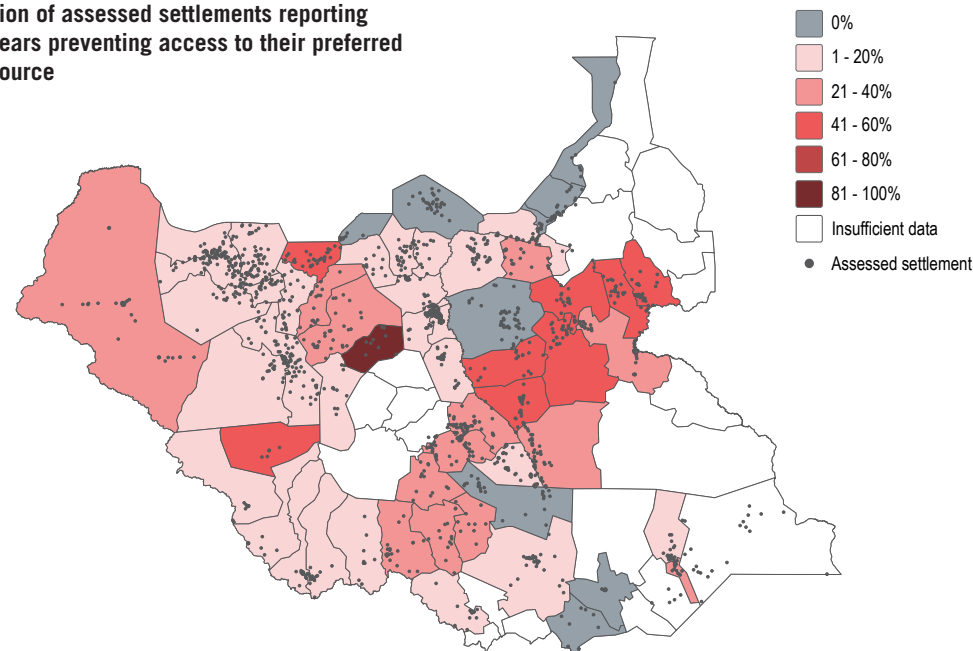 ion of assessed settlements reporting
ears preventing access to their preferred
ource
0%
1 - 20%
21 - 40%
41 - 60%
61 - 80%
81 - 100%
Insufficient data
Assessed settlement